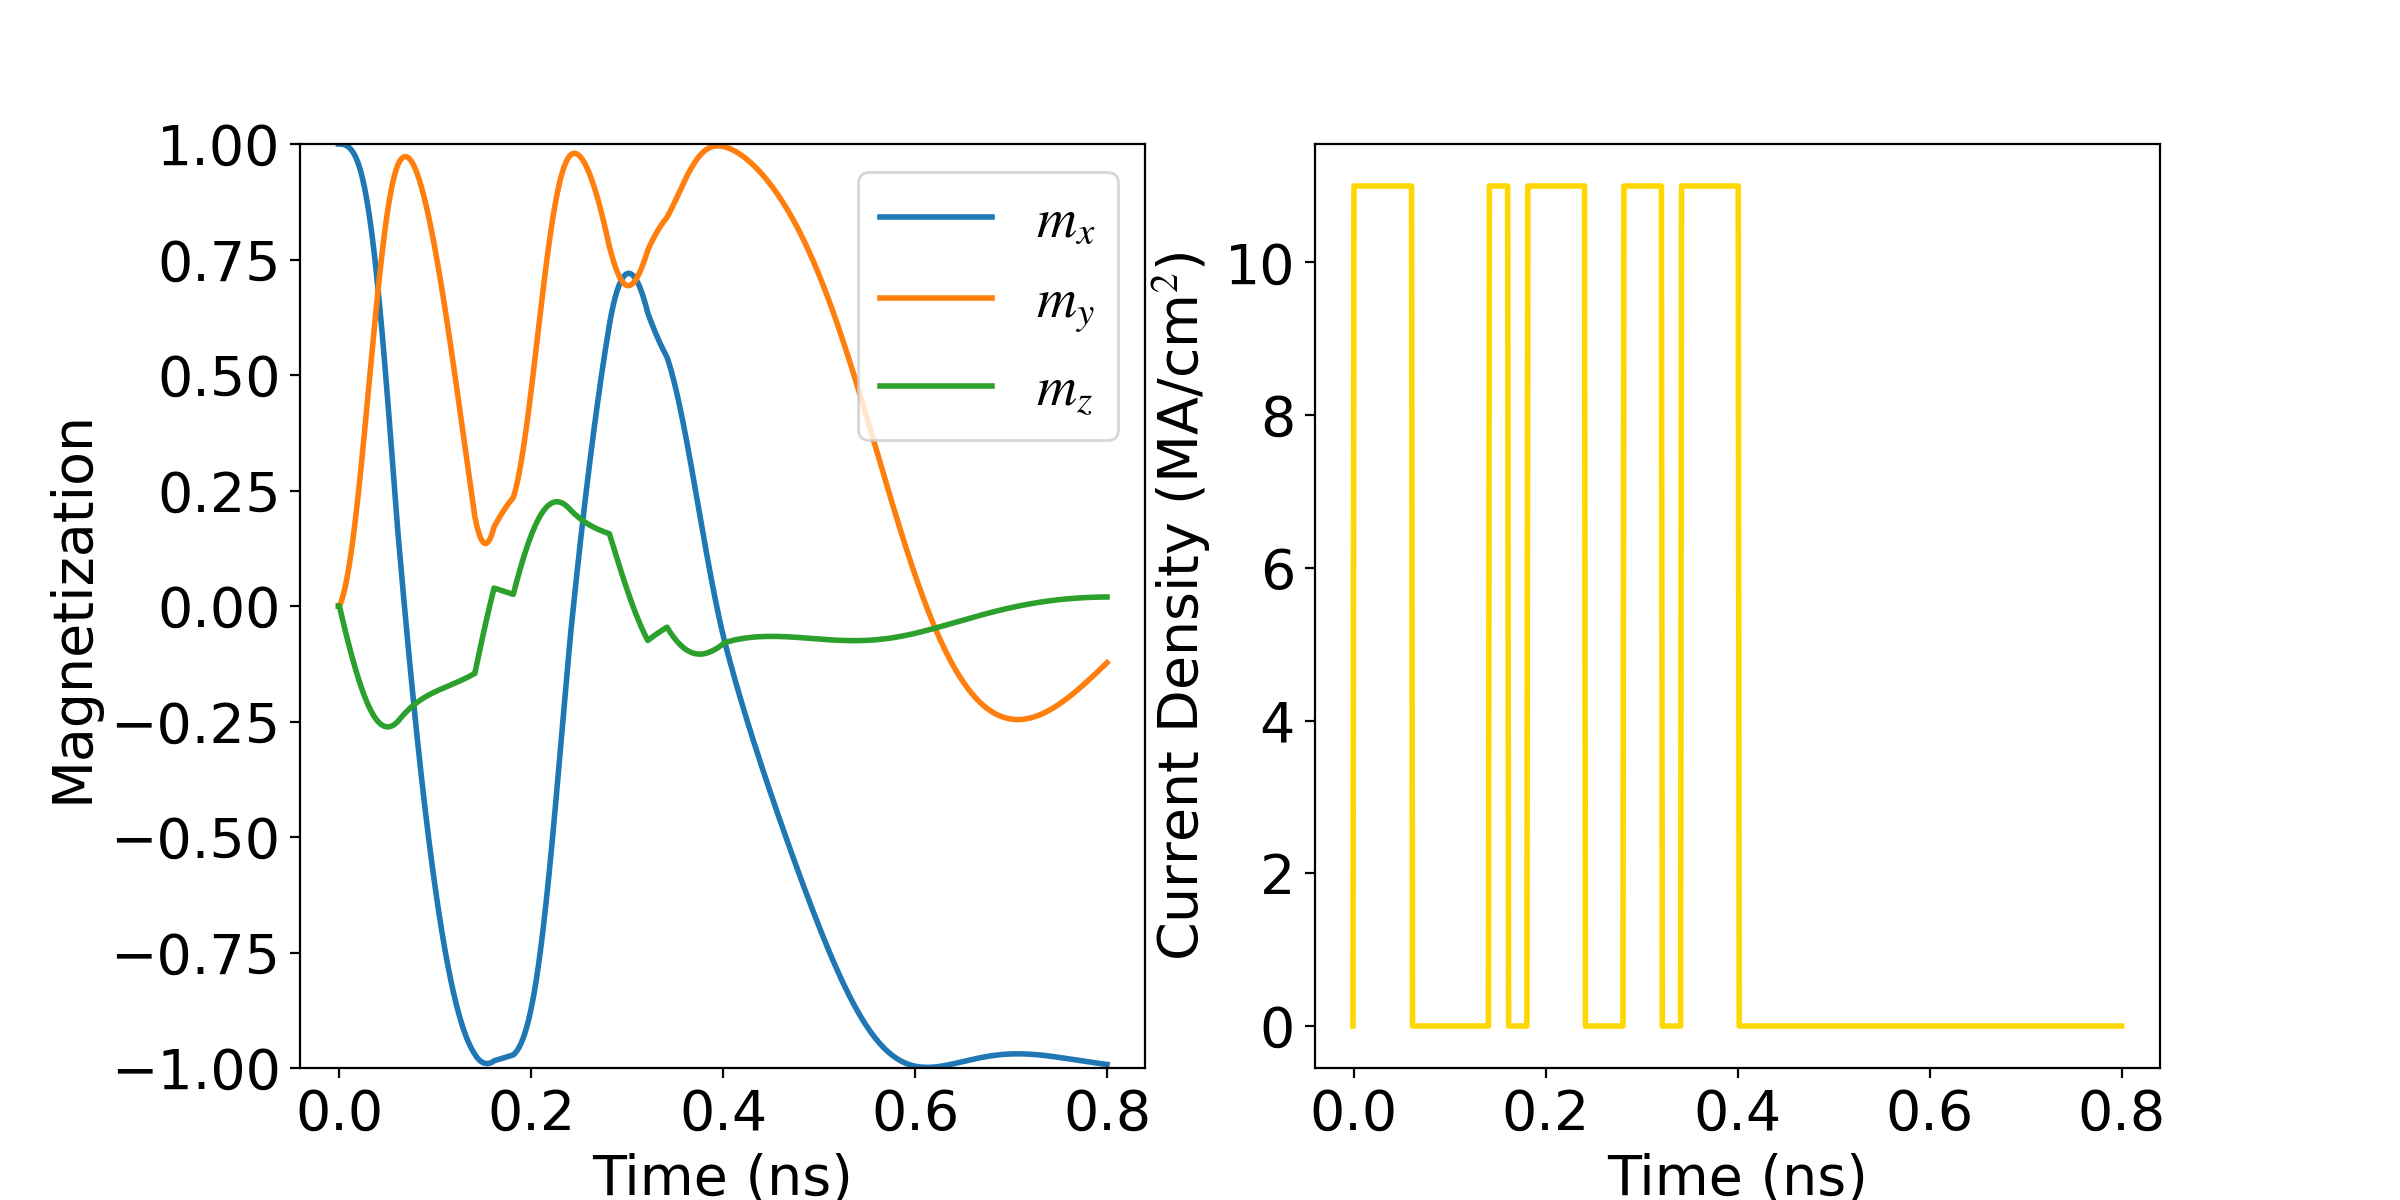 1.00
0.75
0.50
0.25
0.00
−0.25
−0.50
−0.75
−1.00
Magnetization
0.0 0.2 0.4 0.6 0.8
Time (ns)
m_x
m_y
m_z
10
8
6
4
2
0
Current Density (MA/cm²)
0.0 0.2 0.4 0.6 0.8
Time (ns)